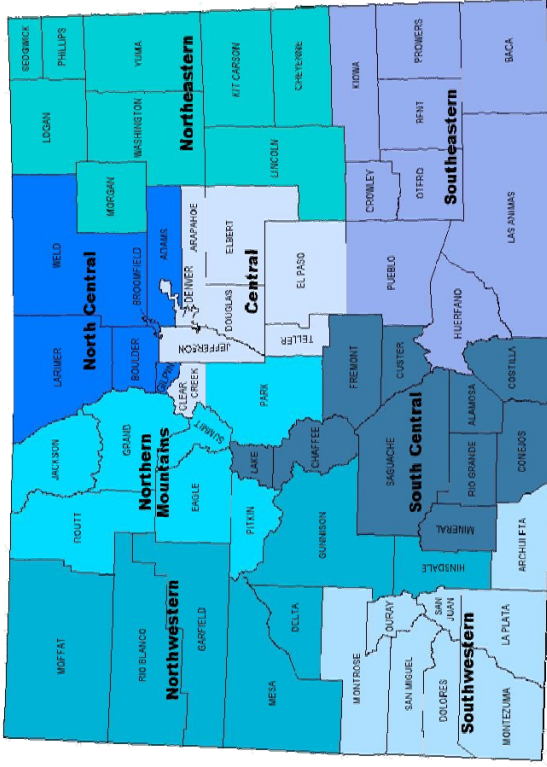 MOFFAT
ROUTT
JACKSON
LARIMER
WELD
LOGAN
SEDGWICK
PHILLIPS
MORGAN
YUMA
WASHINGTON
RIO BLANCO
GRAND
BOULDER
BROOMFIELD
ADAMS
GILPIN
North Central
Northern
Mountains
Northwestern
GARFIELD
EAGLE
SUMMIT
CLEAR
CREEK
JEFFERSON
DENVER
ARAPAHOE
Northeastern
DOUGLAS
ELBERT
Central
KIT CARSON
LINCOLN
CHEYENNE
MESA
PITKIN
LAKE
PARK
TELLER
EL PASO
DELTA
GUNNISON
CHAFFEE
FREMONT
KIOWA
CROWLEY
MONTROSE
OURAY
SAGUACHE
CUSTER
PUEBLO
OTERO
BENT
PROWERS
SAN MIGUEL
HINSDALE
MINERAL
South Central
DOLORES
SAN
JUAN
RIO GRANDE
ALAMOSA
HUERFANO
Southeastern
Southwestern
MONTEZUMA
LA PLATA
ARCHULETA
CONEJOS
COSTILLA
LAS ANIMAS
BACA